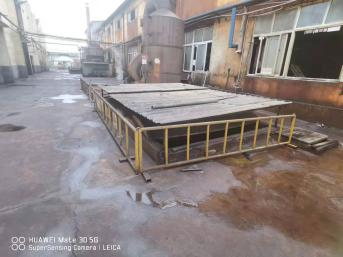 HUAWEI Mate 30 5G
SuperSensing Camera | LEICA